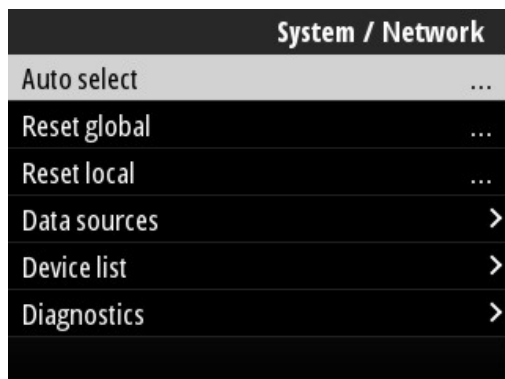 System / Network
Auto select ...
Reset global ...
Reset local ...
Data sources >
Device list >
Diagnostics >